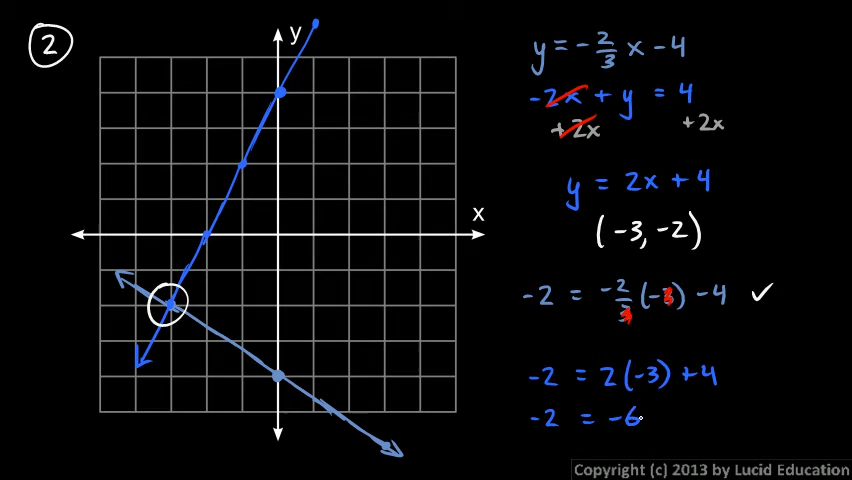 2
y
x
y = -2/3 x - 4
-2x + y = 4
+2x +2x
y = 2x + 4
(-3, -2)
-2 = -2/3 (-3) - 4 ✓
-2 = 2(-3) + 4
-2 = -6
Copyright (c) 2013 by Lucid Education